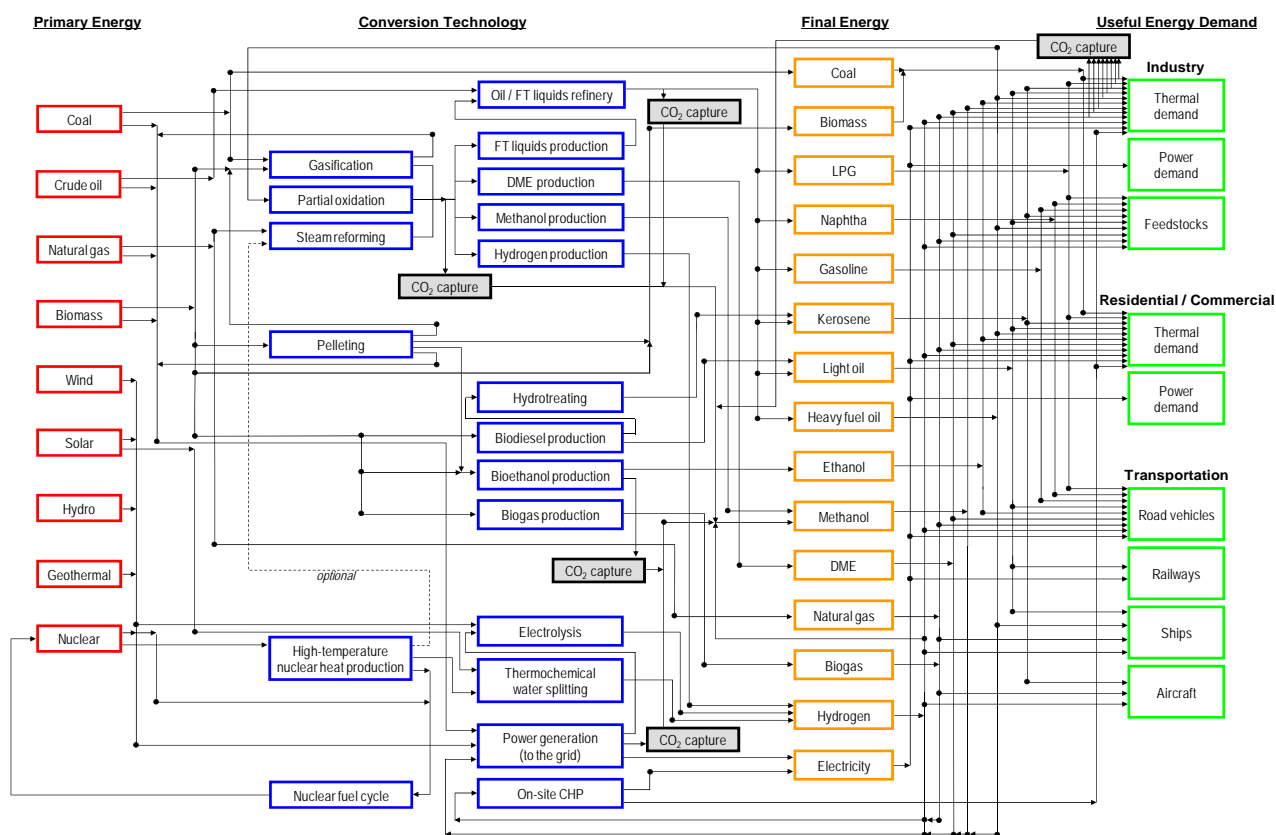 Primary Energy
Conversion Technology
Final Energy
Useful Energy Demand
Coal
Crude oil
Natural gas
Biomass
Wind
Solar
Hydro
Geothermal
Nuclear
Gasification
Partial oxidation
Steam reforming
Pelleting
optional
High-temperature
nuclear heat production
Nuclear fuel cycle
Oil / FT liquids refinery
FT liquids production
DME production
Methanol production
Hydrogen production
CO2 capture
CO2 capture
Hydrotreating
Biodiesel production
Bioethanol production
Biogas production
CO2 capture
Electrolysis
Thermochemical
water splitting
Power generation
(to the grid)
CO2 capture
On-site CHP
Coal
Biomass
LPG
Naphtha
Gasoline
Kerosene
Light oil
Heavy fuel oil
Ethanol
Methanol
DME
Natural gas
Biogas
Hydrogen
Electricity
CO2 capture
Industry
Thermal
demand
Power
demand
Feedstocks
Residential / Commercial
Thermal
demand
Power
demand
Transportation
Road vehicles
Railways
Ships
Aircraft